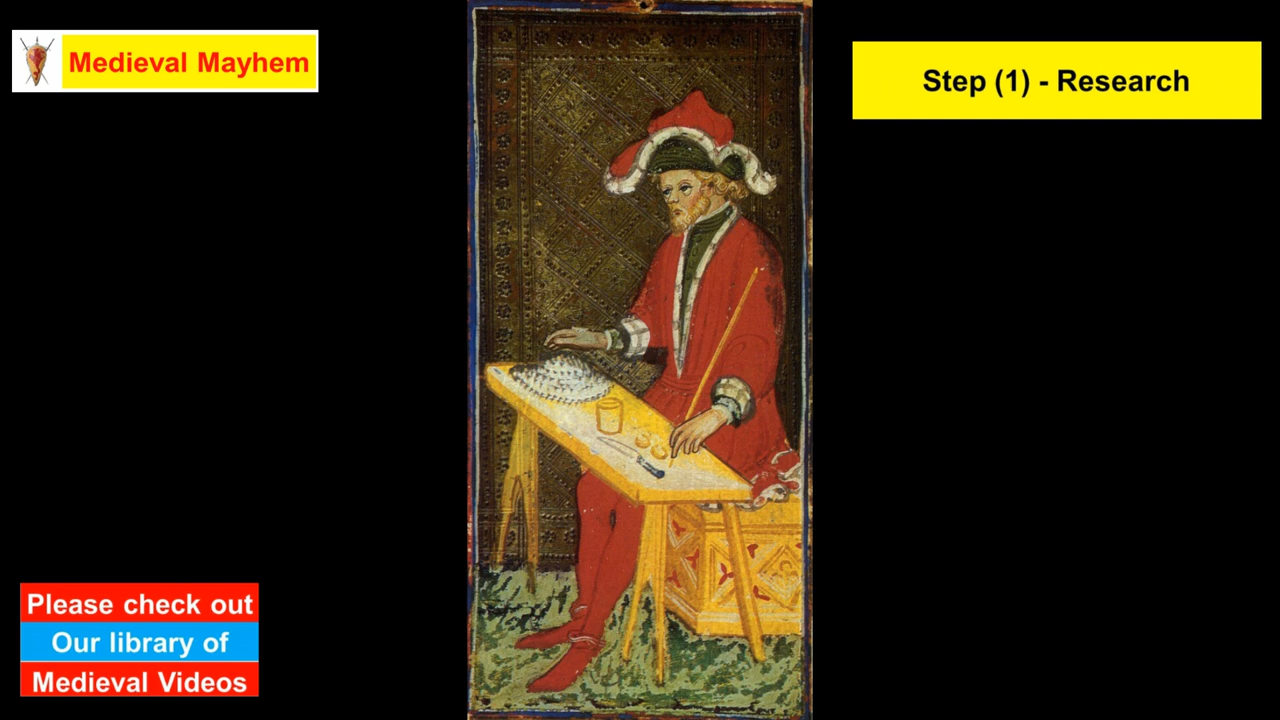 Medieval Mayhem
Step (1) - Research
Please check out
Our library of
Medieval Videos